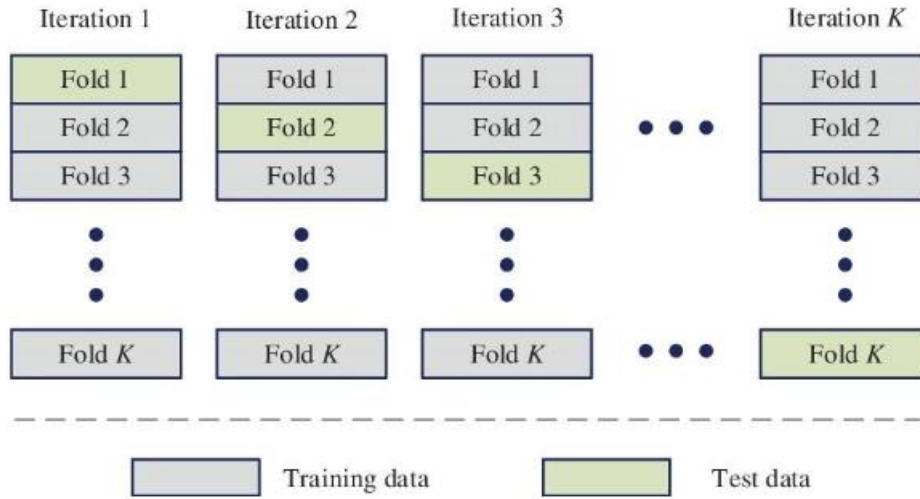 Iteration 1 Iteration 2 Iteration 3 Iteration K
Fold 1 Fold 1 Fold 1 Fold 1
Fold 2 Fold 2 Fold 2 Fold 2
Fold 3 Fold 3 Fold 3 Fold 3
Fold K Fold K Fold K Fold K
Training data Test data